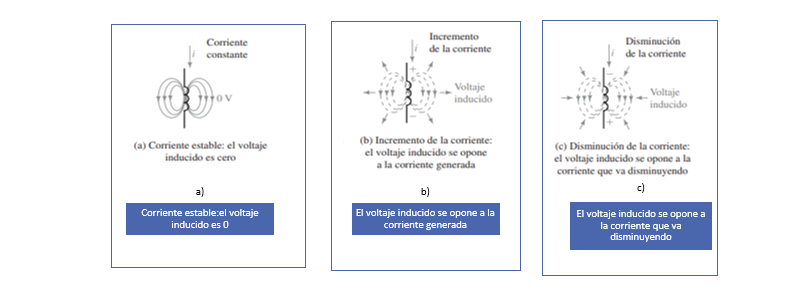 Corriente
constante
i
0 V
(a) Corriente estable: el voltaje
inducido es cero
a)
Corriente estable:el voltaje
inducido es 0
Incremento
de la corriente
i
+
Voltaje
inducido
−
(b) Incremento de la corriente:
el voltaje inducido se opone
a la corriente generada
b)
El voltaje inducido se opone a la
corriente generada
Disminución
de la corriente
i
−
Voltaje
inducido
+
(c) Disminución de la corriente:
el voltaje inducido se opone a la
corriente que va disminuyendo
c)
El voltaje inducido se opone a
la corriente que va
disminuyendo